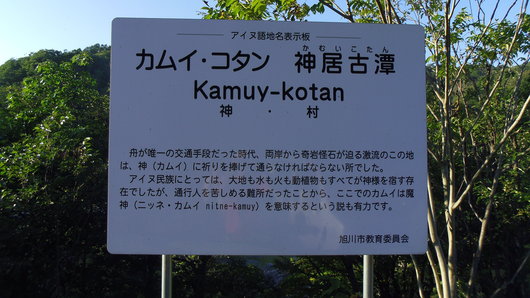 アイヌ語地名表示板
かむいこたん
カムイ・コタン 神居古潭
Kamuy-kotan
神・村
舟が唯一の交通手段だった時代、両岸から奇岩怪石が迫る激流のこの地
は、神（カムイ）に祈りを捧げて通らなければならない所でした。
アイヌ民族にとっては、大地も水も火も動植物もすべてが神様を宿す存
在でしたが、通行人を苦しめる難所だったことから、ここでのカムイは魔
神（ニッネ・カムイ nitne-kamuy）を意味するという説も有力です。
旭川市教育委員会